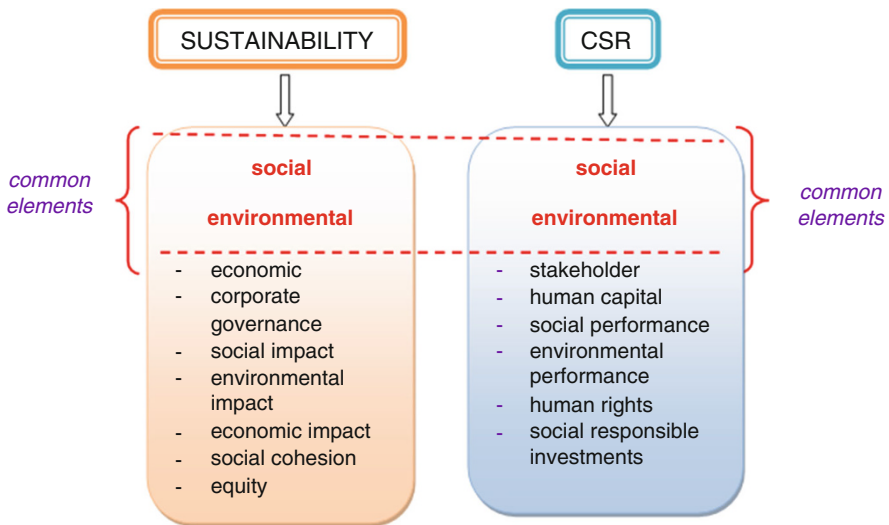 SUSTAINABILITY
CSR
common
elements
social
environmental
- economic
- corporate
governance
- social impact
- environmental
impact
- economic impact
- social cohesion
- equity
social
environmental
- stakeholder
- human capital
- social performance
- environmental
performance
- human rights
- social responsible
investments
common
elements